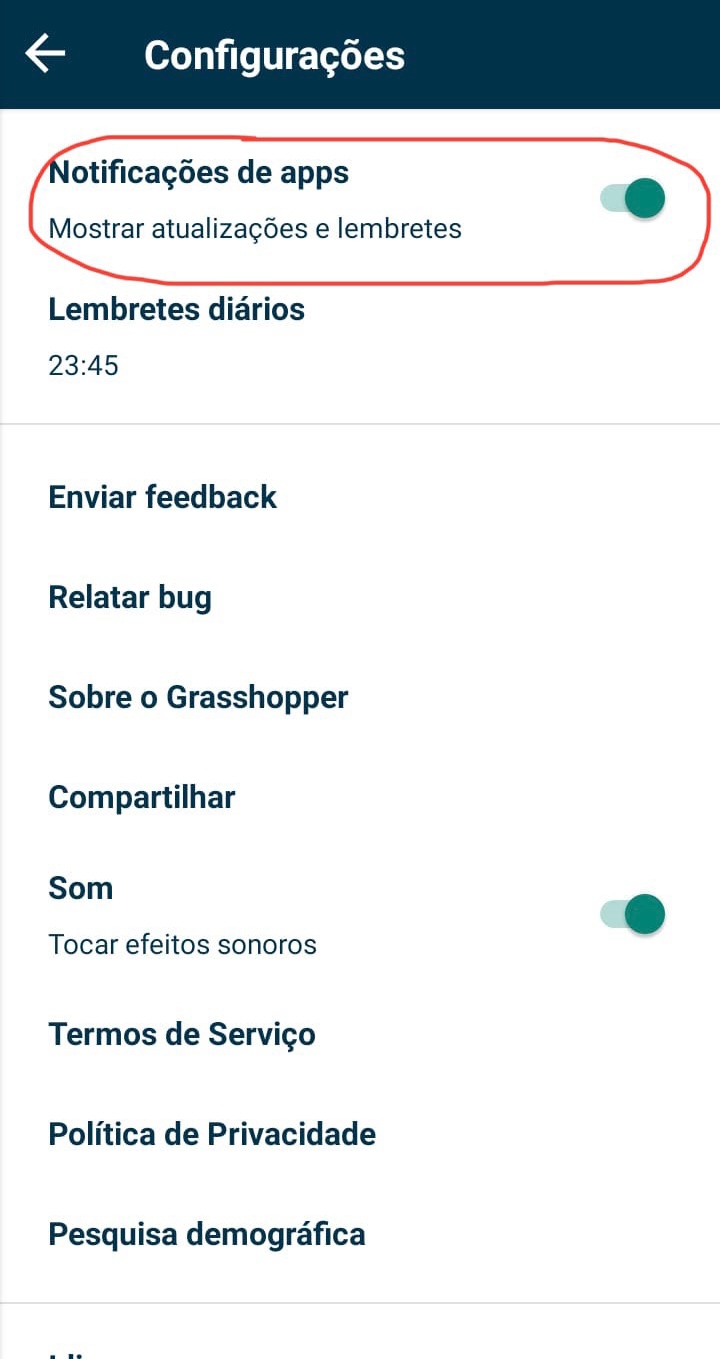 Configurações
Notificações de apps
Mostrar atualizações e lembretes
Lembretes diários
23:45
Enviar feedback
Relatar bug
Sobre o Grasshopper
Compartilhar
Som
Tocar efeitos sonoros
Termos de Serviço
Política de Privacidade
Pesquisa demográfica